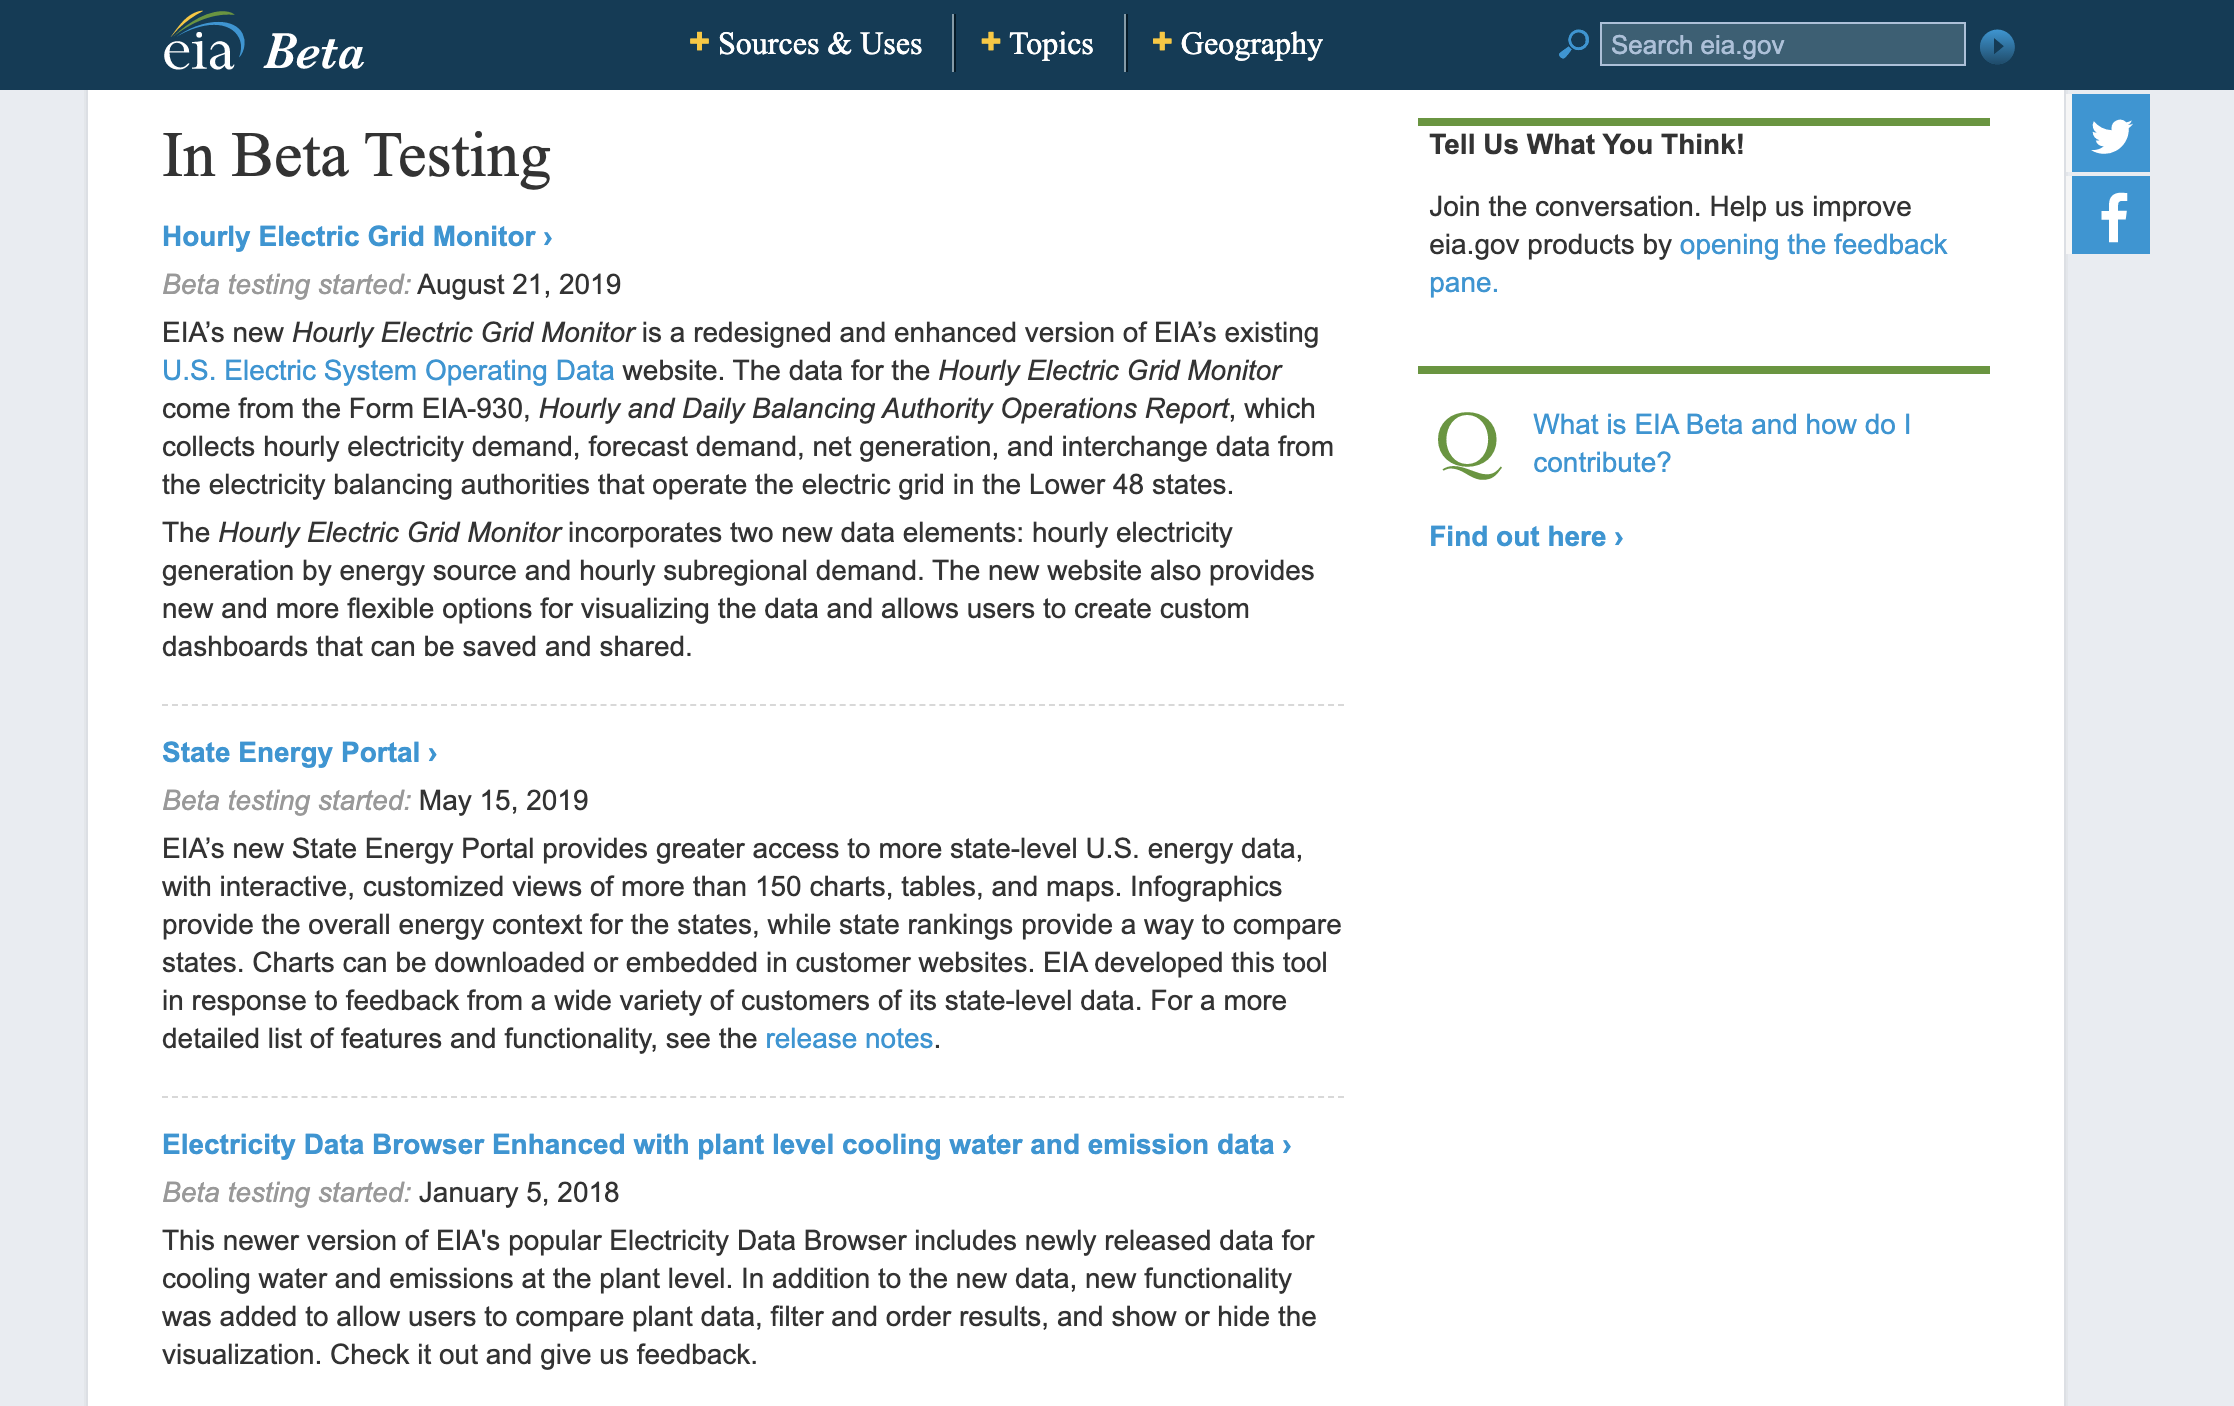 eia Beta
+ Sources & Uses
+ Topics
+ Geography
Search eia.gov
In Beta Testing
Hourly Electric Grid Monitor ›
Beta testing started: August 21, 2019
EIA’s new Hourly Electric Grid Monitor is a redesigned and enhanced version of EIA’s existing
U.S. Electric System Operating Data website. The data for the Hourly Electric Grid Monitor
come from the Form EIA-930, Hourly and Daily Balancing Authority Operations Report, which
collects hourly electricity demand, forecast demand, net generation, and interchange data from
the electricity balancing authorities that operate the electric grid in the Lower 48 states.
The Hourly Electric Grid Monitor incorporates two new data elements: hourly electricity
generation by energy source and hourly subregional demand. The new website also provides
new and more flexible options for visualizing the data and allows users to create custom
dashboards that can be saved and shared.
State Energy Portal ›
Beta testing started: May 15, 2019
EIA’s new State Energy Portal provides greater access to more state-level U.S. energy data,
with interactive, customized views of more than 150 charts, tables, and maps. Infographics
provide the overall energy context for the states, while state rankings provide a way to compare
states. Charts can be downloaded or embedded in customer websites. EIA developed this tool
in response to feedback from a wide variety of customers of its state-level data. For a more
detailed list of features and functionality, see the release notes.
Electricity Data Browser Enhanced with plant level cooling water and emission data ›
Beta testing started: January 5, 2018
This newer version of EIA's popular Electricity Data Browser includes newly released data for
cooling water and emissions at the plant level. In addition to the new data, new functionality
was added to allow users to compare plant data, filter and order results, and show or hide the
visualization. Check it out and give us feedback.
Tell Us What You Think!
Join the conversation. Help us improve
eia.gov products by opening the feedback
pane.
Q
What is EIA Beta and how do I
contribute?
Find out here ›